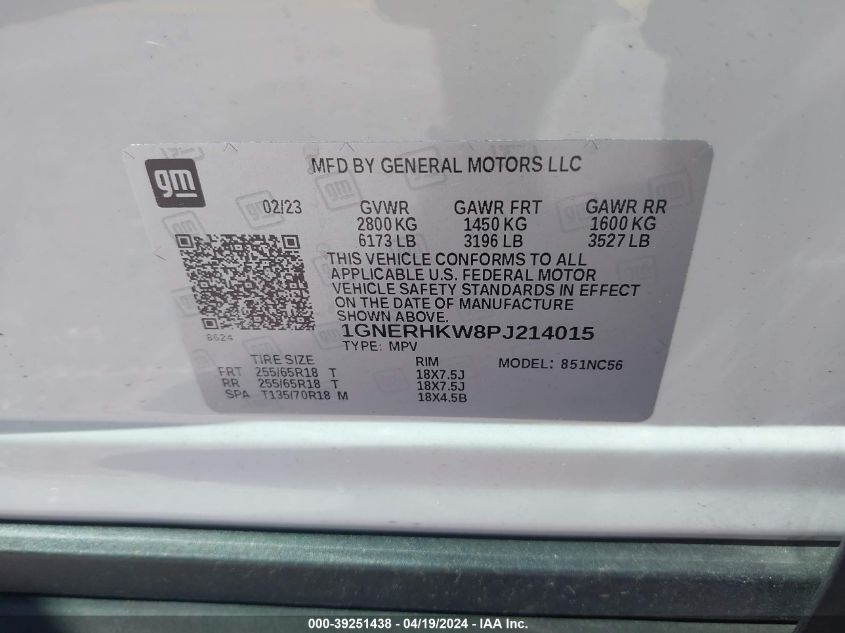 gm
MFD BY GENERAL MOTORS LLC
02/23 GVWR GAWR FRT GAWR RR
2800 KG 1450 KG 1600 KG
6173 LB 3196 LB 3527 LB
THIS VEHICLE CONFORMS TO ALL
APPLICABLE U.S. FEDERAL MOTOR
VEHICLE SAFETY STANDARDS IN EFFECT
ON THE DATE OF MANUFACTURE
SHOWN ABOVE.
8624
1GNERHKW8PJ214015
TYPE: MPV
TIRE SIZE RIM MODEL: 851NC56
FRT 255/65R18 T 18X7.5J
RR 255/65R18 T 18X7.5J
SPA T135/70R18 M 18X4.5B
000-39251438 - 04/19/2024 - IAA Inc.